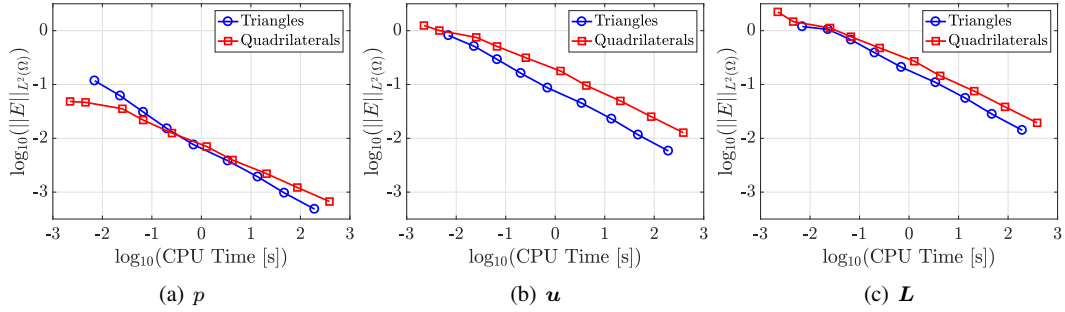 Triangles
Quadrilaterals
log₁₀(||E||_{L²(Ω)})
0
-1
-2
-3
-3 -2 -1 0 1 2 3
log₁₀(CPU Time [s])
(a) p
Triangles
Quadrilaterals
log₁₀(||E||_{L²(Ω)})
0
-1
-2
-3
-3 -2 -1 0 1 2 3
log₁₀(CPU Time [s])
(b) u
Triangles
Quadrilaterals
log₁₀(||E||_{L²(Ω)})
0
-1
-2
-3
-3 -2 -1 0 1 2 3
log₁₀(CPU Time [s])
(c) L